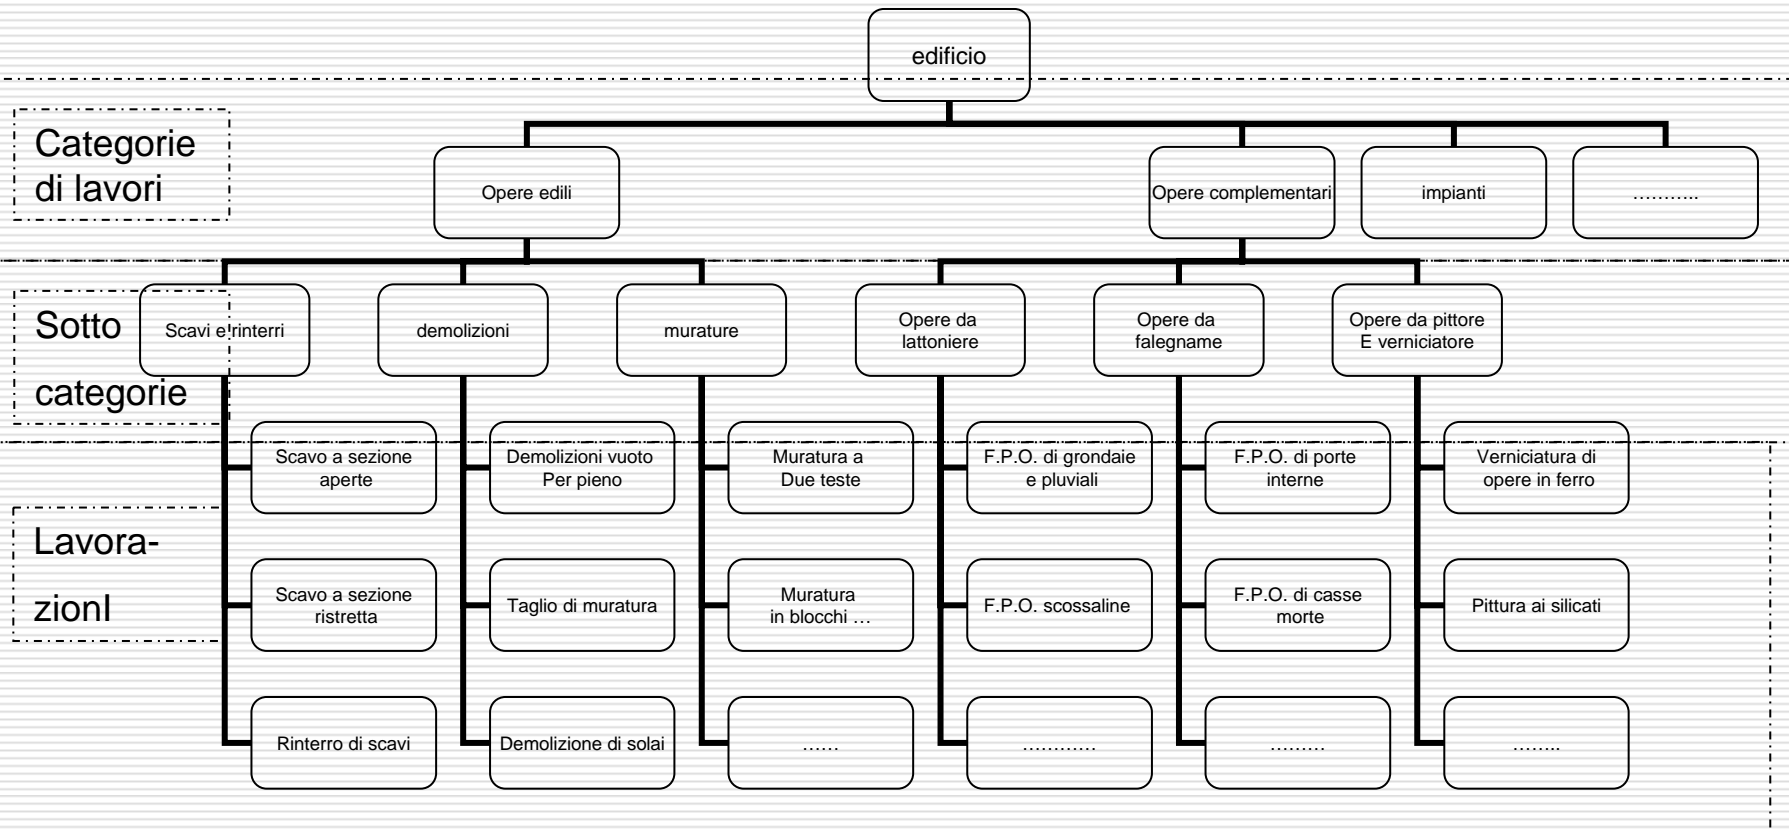 edificio
Categorie
di lavori
Opere edili
Opere complementari
impianti
………..
Sotto
categorie
Scavi e rinterri
demolizioni
murature
Opere da
lattoniere
Opere da
falegname
Opere da pittore
E verniciatore
Lavora-
zionI
Scavo a sezione
aperte
Demolizioni vuoto
Per pieno
Muratura a
Due teste
F.P.O. di grondaie
e pluviali
F.P.O. di porte
interne
Verniciatura di
opere in ferro
Scavo a sezione
ristretta
Taglio di muratura
Muratura
in blocchi …
F.P.O. scossaline
F.P.O. di casse
morte
Pittura ai silicati
Rinterro di scavi
Demolizione di solai
……
…………
………
……..